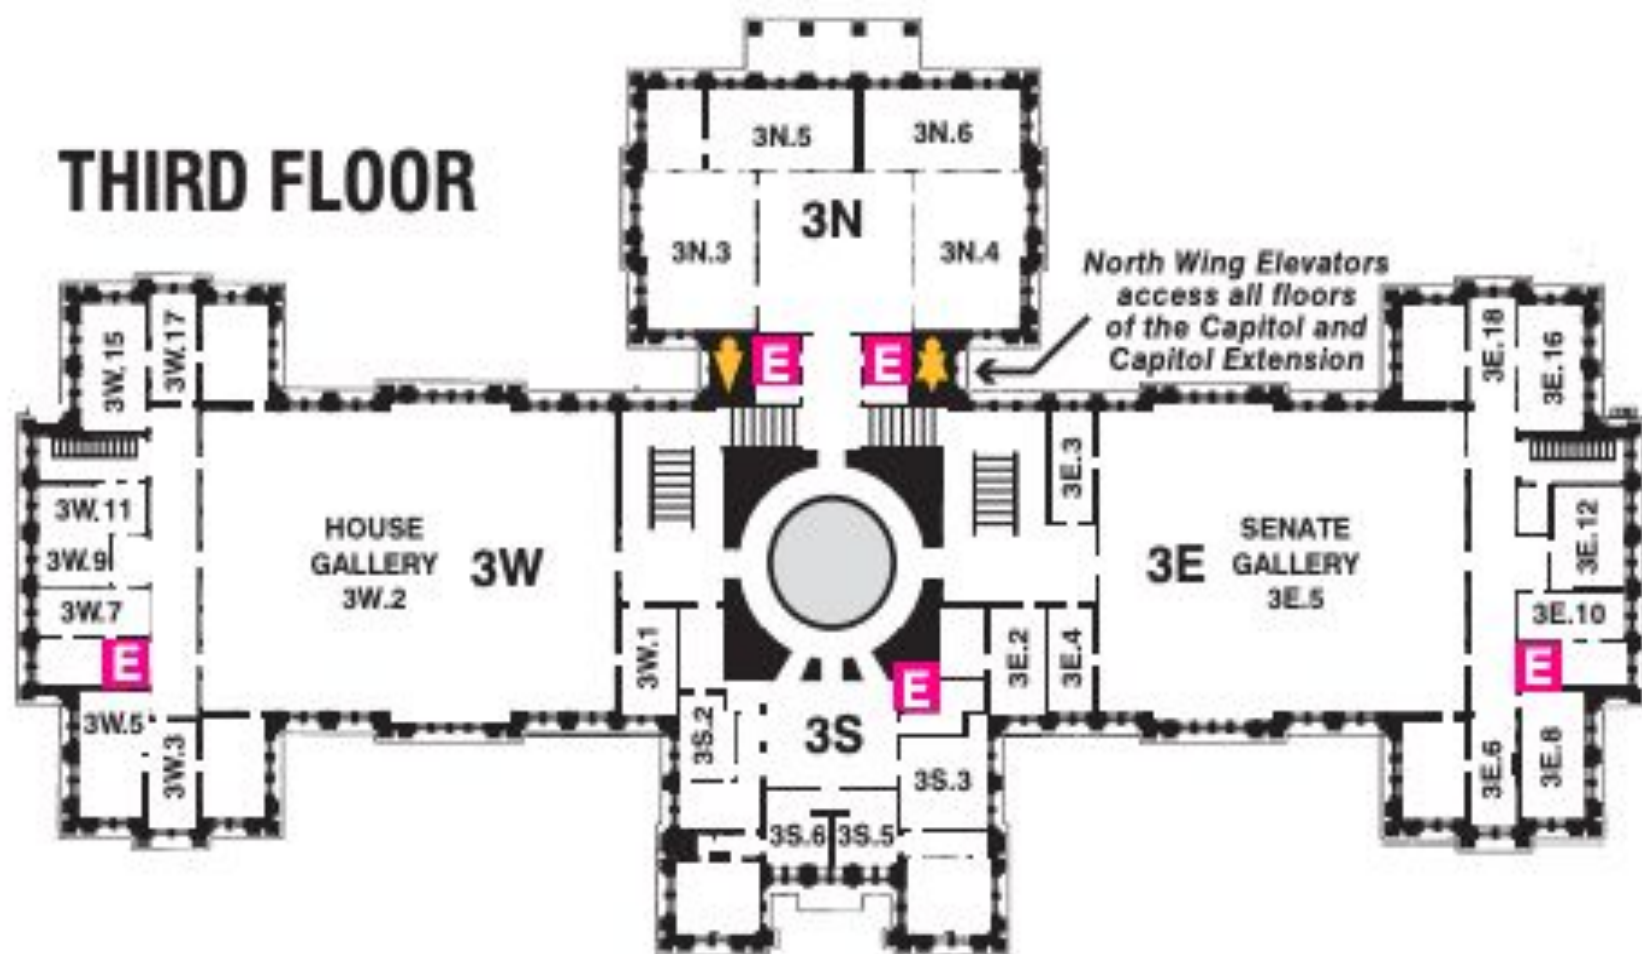 THIRD FLOOR
3N.5
3N.6
3N
3N.3
3N.4
North Wing Elevators
access all floors
of the Capitol and
Capitol Extension
E
E
3W.15
3W.17
3E.18
3E.16
3W.11
3W.9
3W.7
E
3W.5
3W.3
HOUSE
GALLERY
3W.2
3W
3W.1
3E.3
3E
SENATE
GALLERY
3E.5
3E.12
3E.10
E
3E.2
3E.4
E
3S.2
3S
3S.3
3S.6
3S.5
3E.6
3E.8